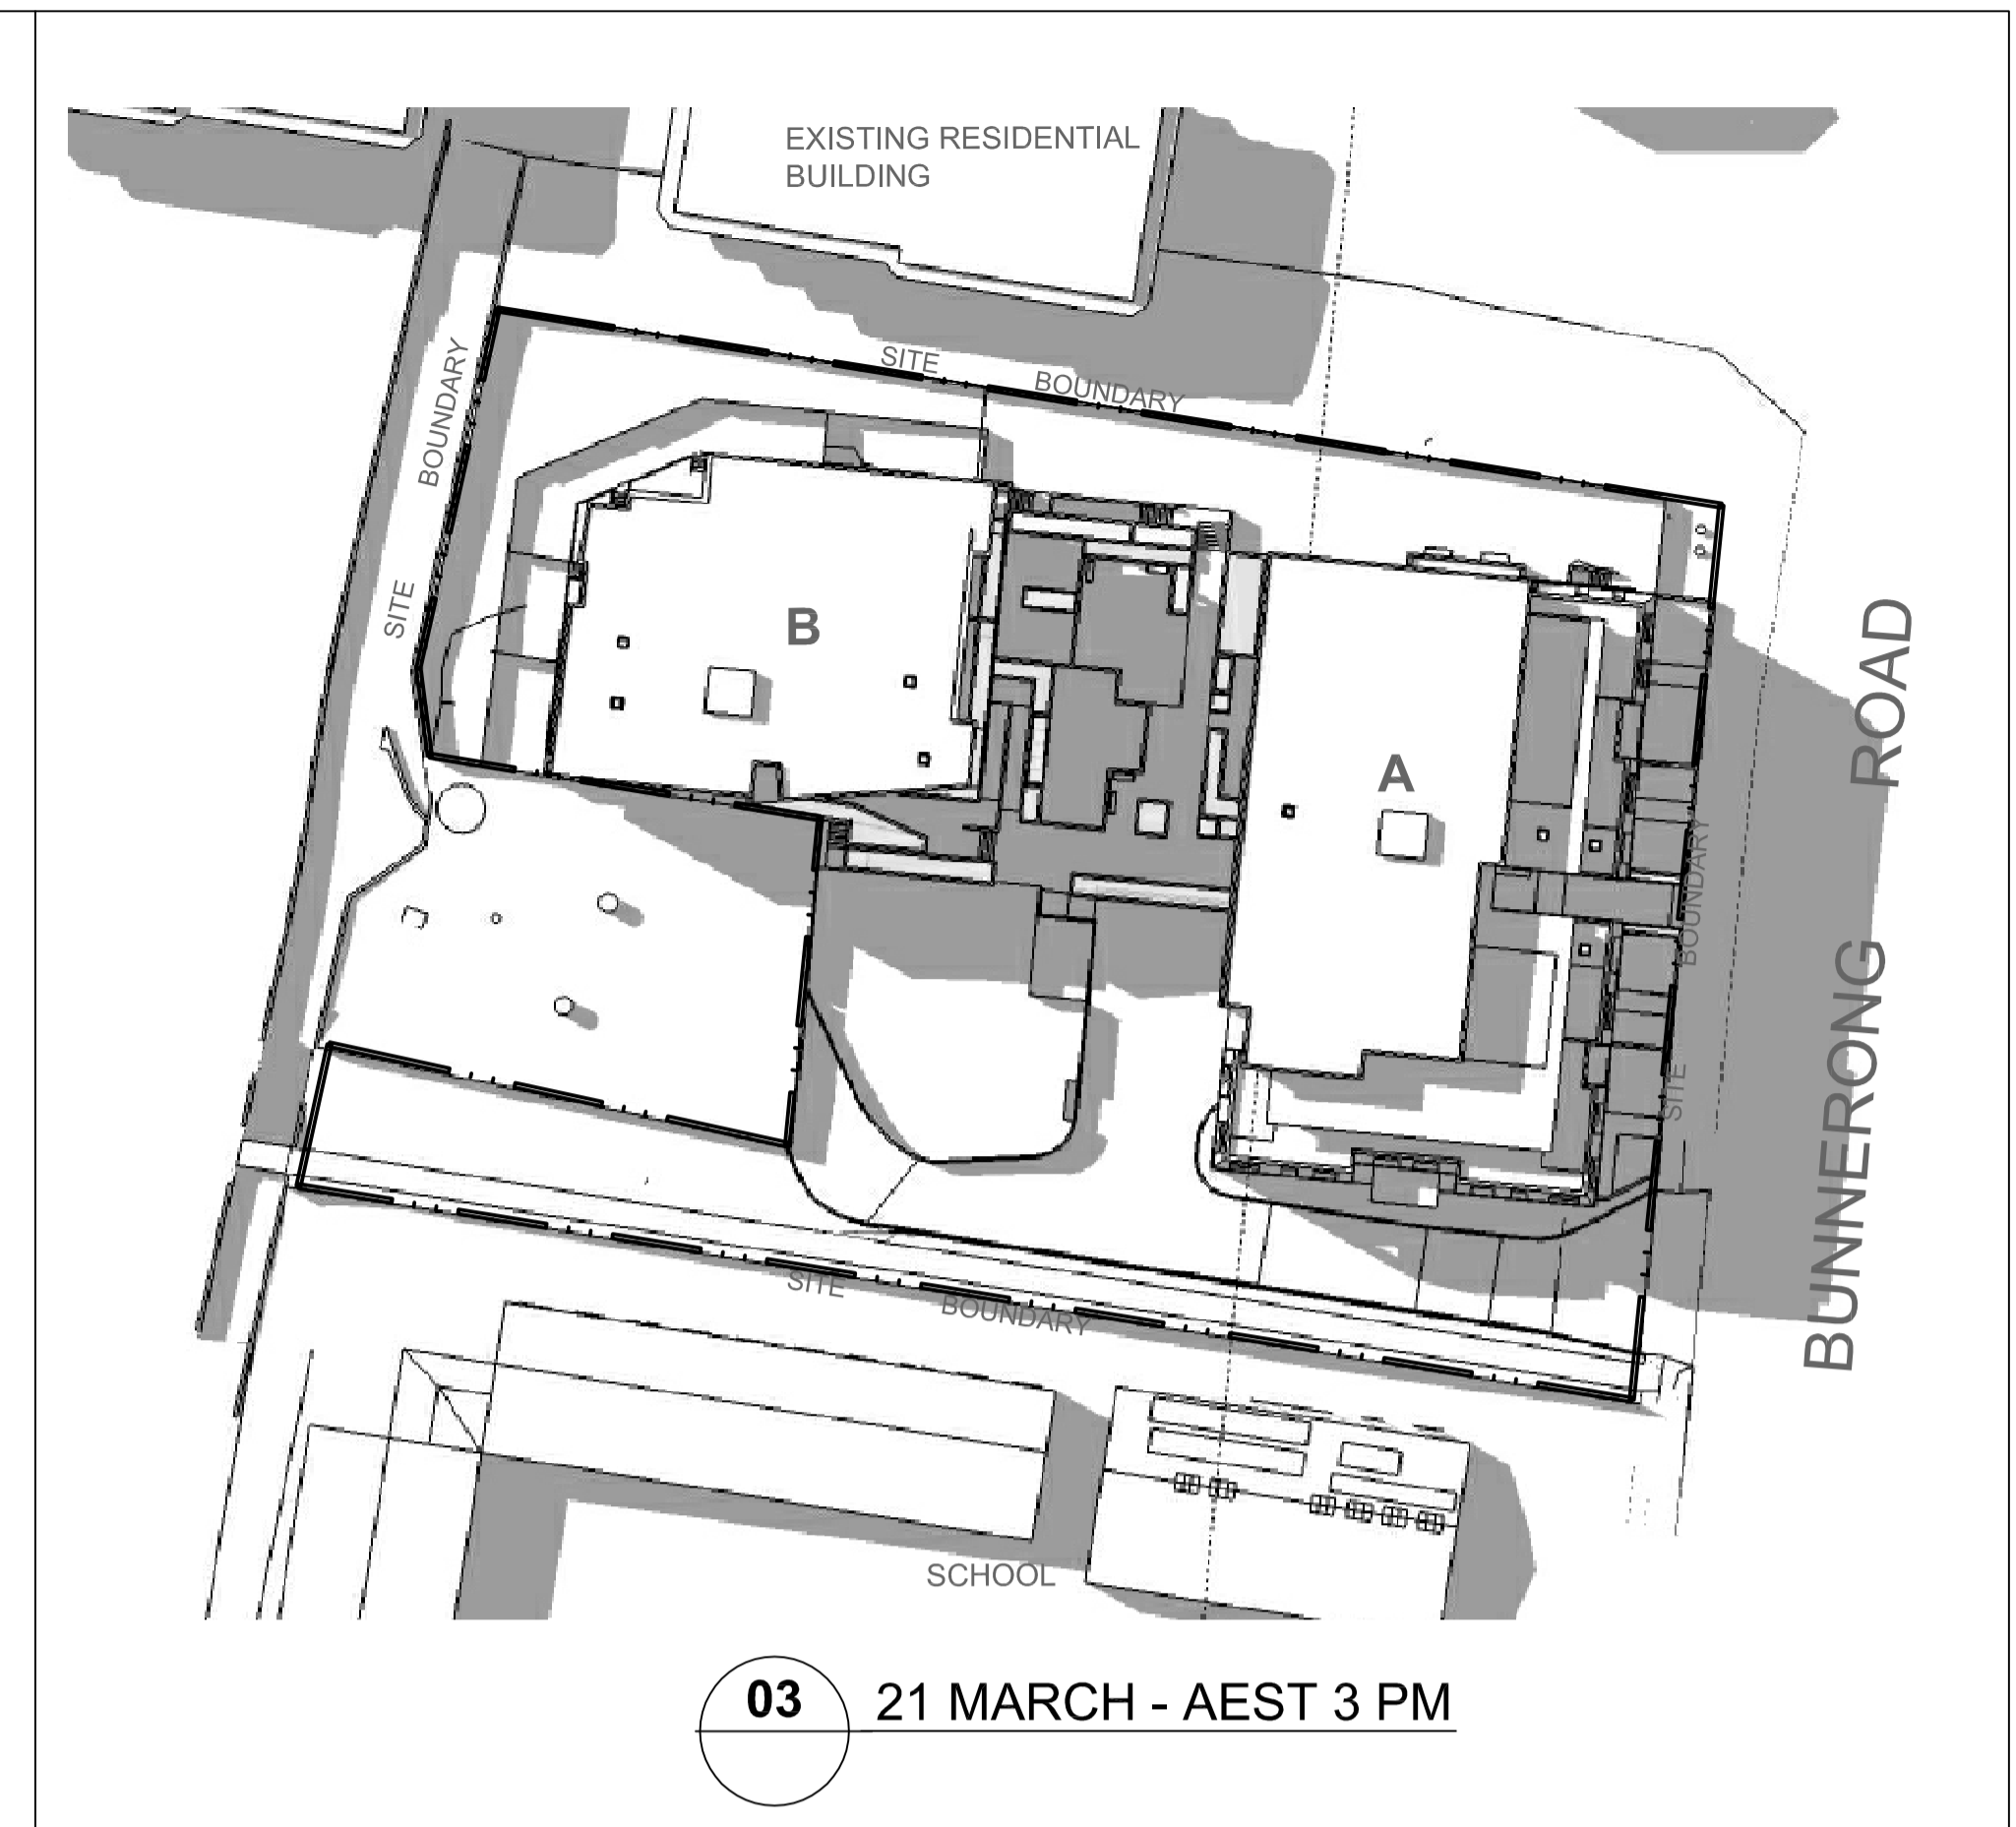 EXISTING RESIDENTIAL
BUILDING
SITE BOUNDARY
SITE BOUNDARY
B
A
SITE BOUNDARY
BUNNERONG ROAD
SITE BOUNDARY
SCHOOL
03 21 MARCH - AEST 3 PM